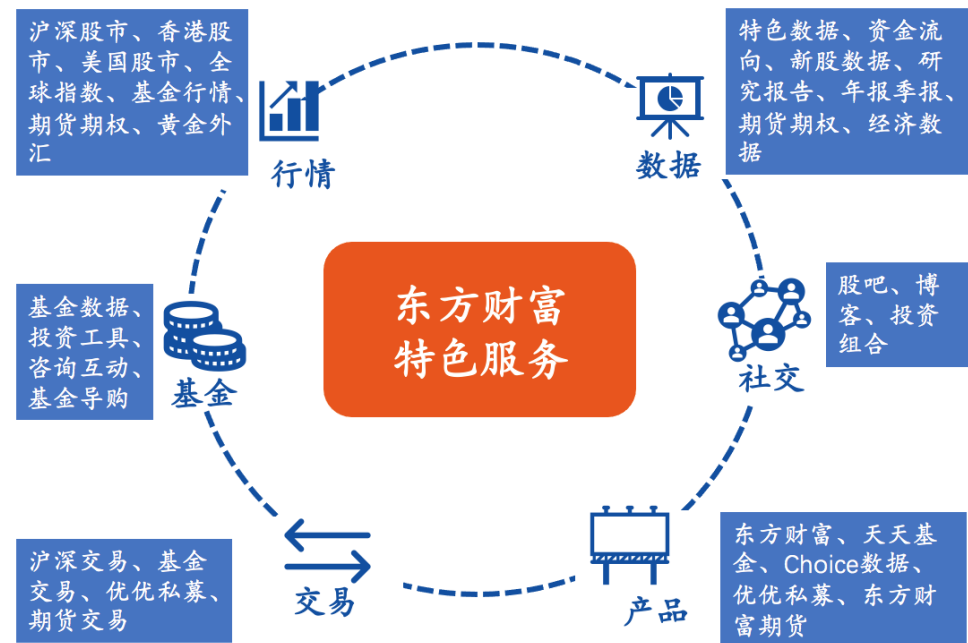 沪深股市、香港股
市、美国股市、全
球指数、基金行情、
期货期权、黄金外
汇
行情
特色数据、资金流
向、新股数据、研
究报告、年报季报、
期货期权、经济数
据
数据
东方财富
特色服务
基金数据、
投资工具、
咨询互动、
基金导购
基金
股吧、博
客、投资
组合
社交
沪深交易、基金
交易、优优私募、
期货交易
交易
东方财富、天天基
金、Choice数据、
优优私募、东方财
富期货
产品